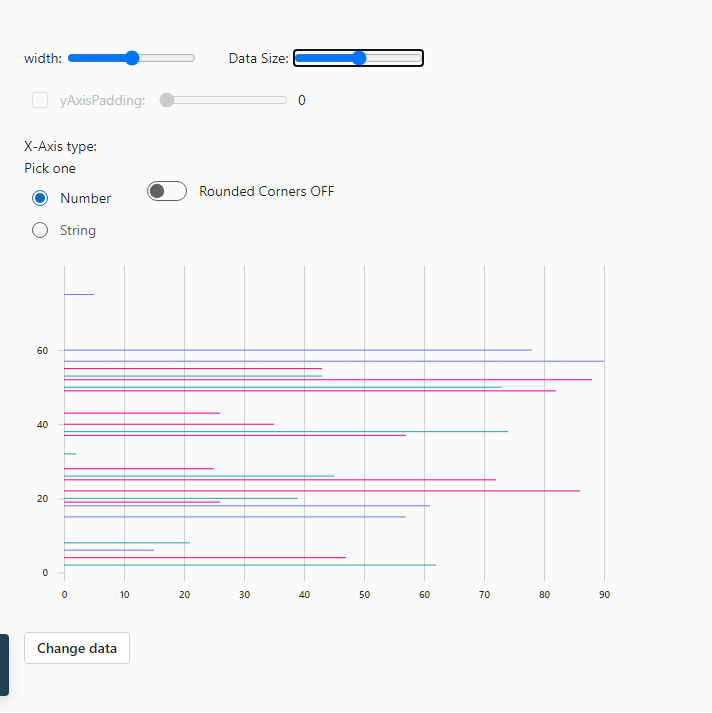 width: Data Size:
yAxisPadding: 0
X-Axis type:
Pick one
Number Rounded Corners OFF
String
60
40
20
0
0 10 20 30 40 50 60 70 80 90
Change data